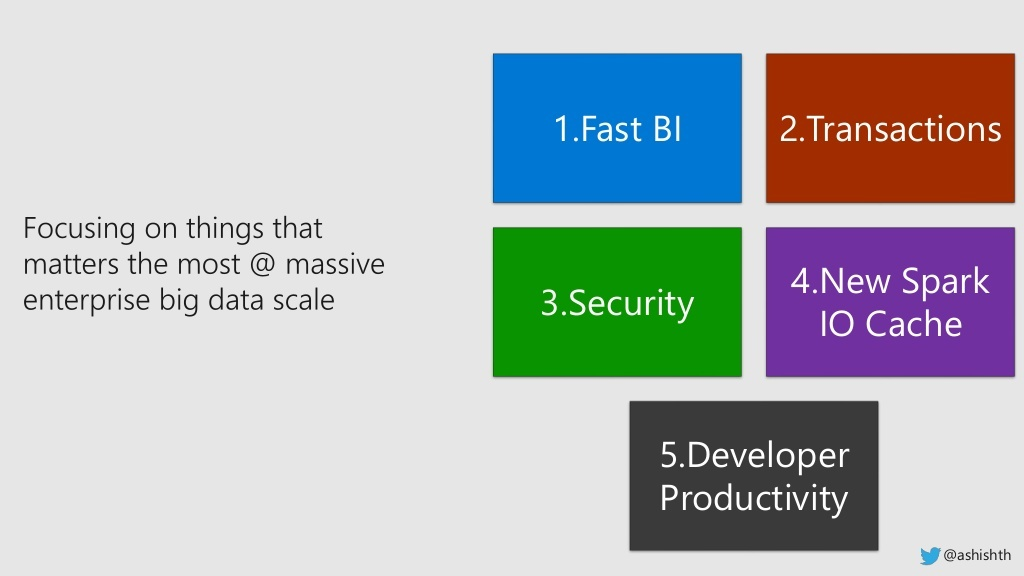 Focusing on things that
matters the most @ massive
enterprise big data scale
1.Fast BI
2.Transactions
3.Security
4.New Spark
IO Cache
5.Developer
Productivity
@ashishth